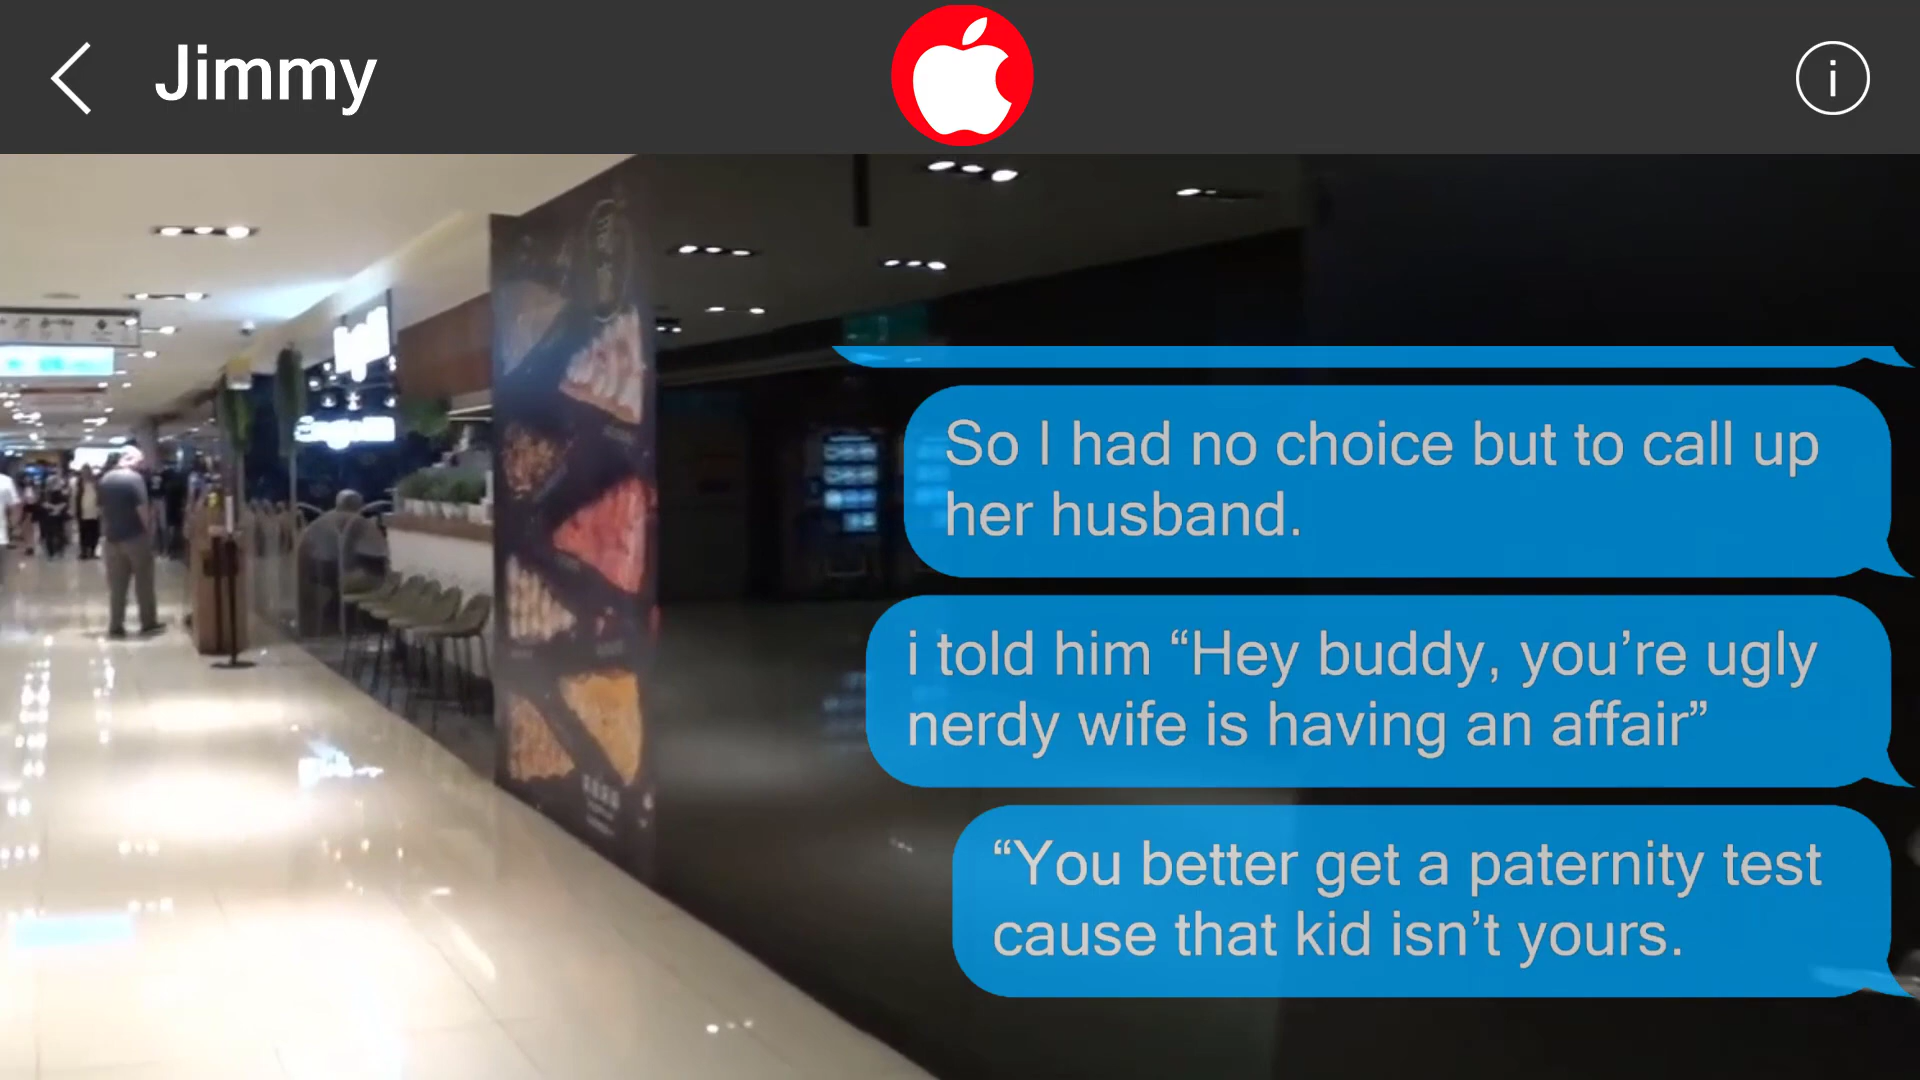 Jimmy
So I had no choice but to call up
her husband.
i told him “Hey buddy, you’re ugly
nerdy wife is having an affair”
“You better get a paternity test
cause that kid isn’t yours.